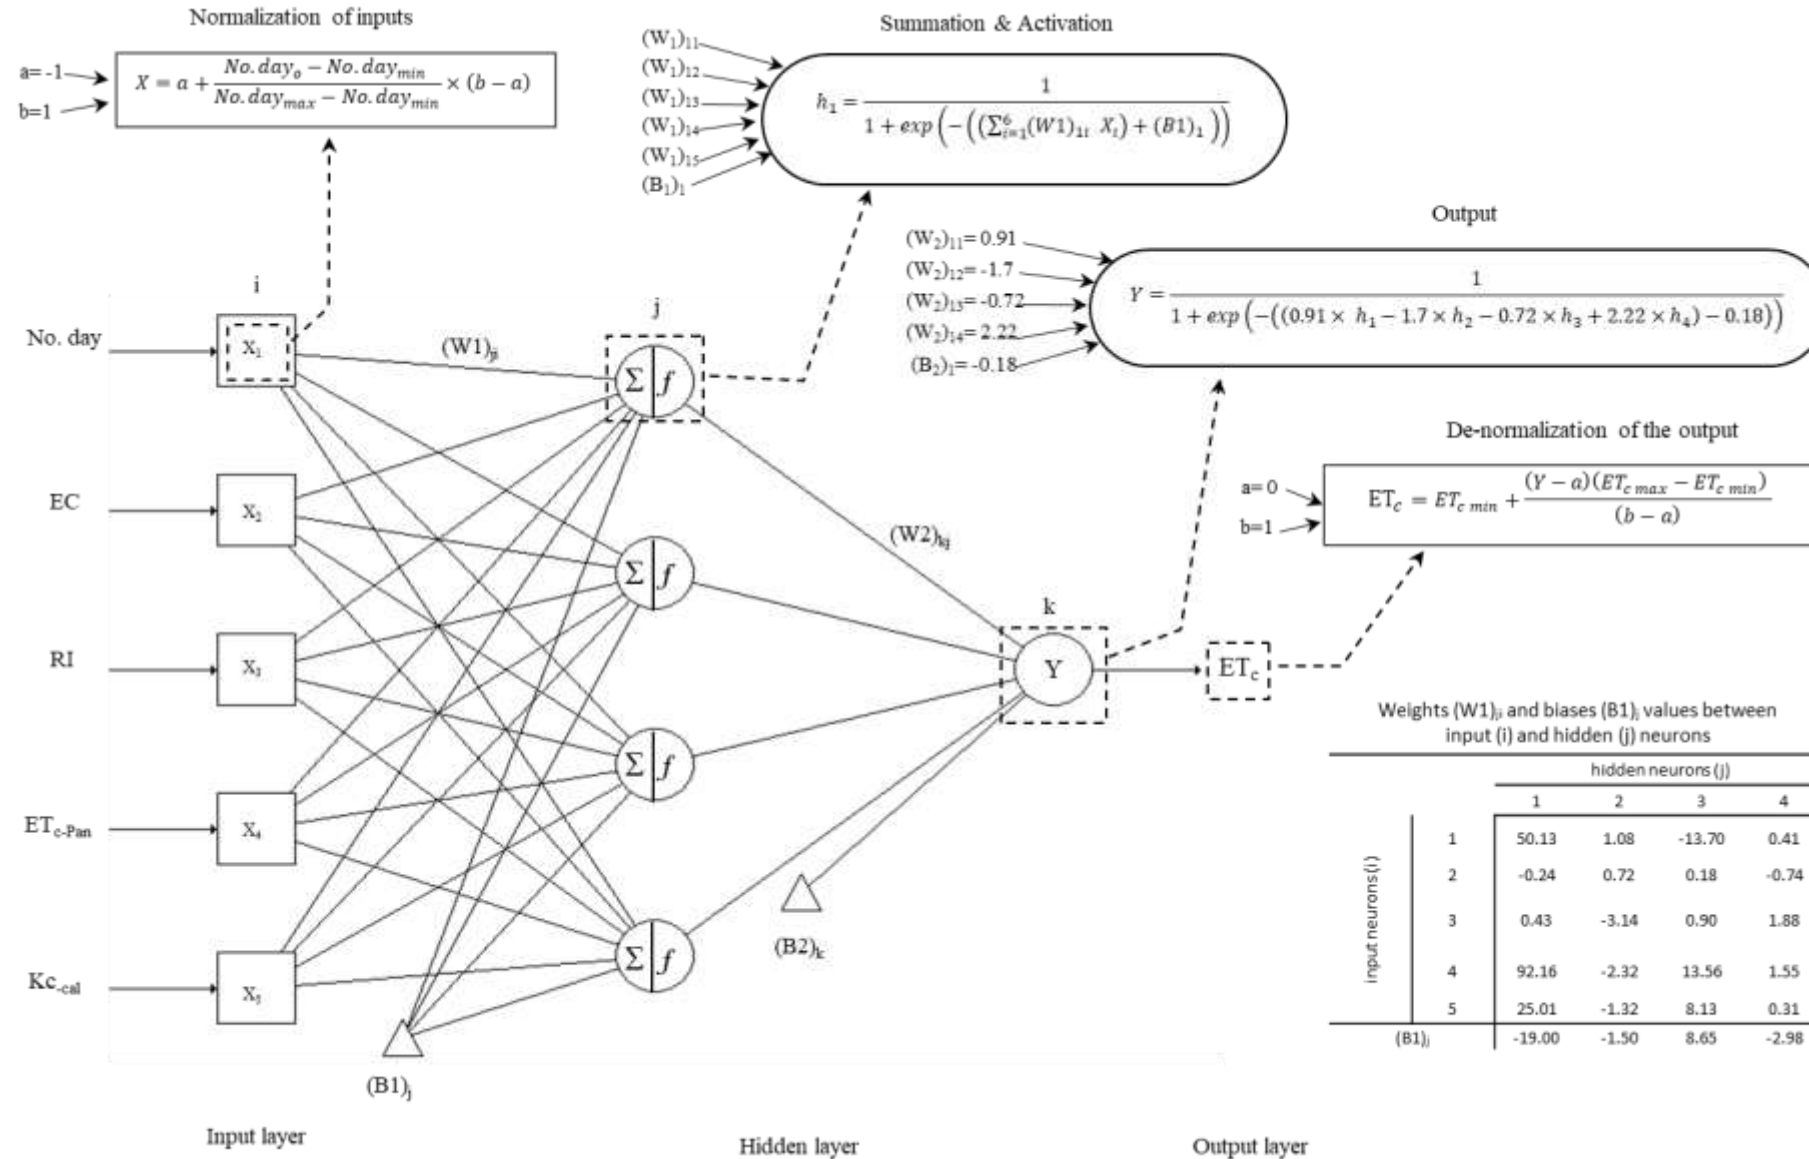 Normalization of inputs
a= -1
b=1
X = a + (No.day_o − No.day_min)/(No.day_max − No.day_min) × (b − a)
Summation & Activation
(W₁)₁₁
(W₁)₁₂
(W₁)₁₃
(W₁)₁₄
(W₁)₁₅
(B₁)₁
h₁ = 1/(1 + exp(−((∑⁶ᵢ₌₁(W1)₁ᵢ Xᵢ) + (B1)₁)))
Output
(W₂)₁₁= 0.91
(W₂)₁₂= -1.7
(W₂)₁₃= -0.72
(W₂)₁₄= 2.22
(B₂)₁= -0.18
Y = 1/(1 + exp(−((0.91 × h₁ − 1.7 × h₂ − 0.72 × h₃ + 2.22 × h₄) − 0.18)))
De-normalization of the output
a= 0
b=1
ET_c = ET_c min + (Y − a)(ET_c max − ET_c min)/(b − a)
i
j
k
No. day
X₁
(W1)ⱼᵢ
Σ f
EC
X₂
Σ f
(W2)ₖⱼ
RI
X₃
Y
ET_c
ET_c-Pan
X₄
Σ f
Kc_-cal
X₅
Σ f
(B1)ⱼ
(B2)ₖ
Input layer
Hidden layer
Output layer
Weights (W1)ⱼᵢ and biases (B1)ⱼ values between
input (i) and hidden (j) neurons
hidden neurons (j)
1 2 3 4
input neurons (i)
1 50.13 1.08 -13.70 0.41
2 -0.24 0.72 0.18 -0.74
3 0.43 -3.14 0.90 1.88
4 92.16 -2.32 13.56 1.55
5 25.01 -1.32 8.13 0.31
(B1)ⱼ -19.00 -1.50 8.65 -2.98